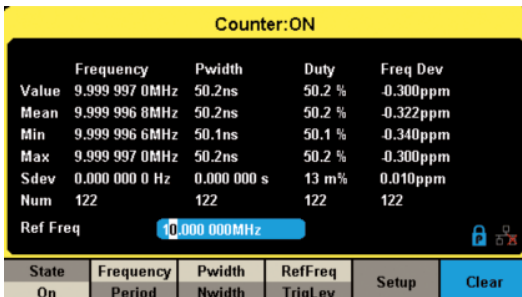 Counter:ON
Frequency Pwidth Duty Freq Dev
Value 9.999 997 0MHz 50.2ns 50.2 % -0.300ppm
Mean 9.999 996 8MHz 50.2ns 50.2 % -0.322ppm
Min 9.999 996 6MHz 50.1ns 50.1 % -0.340ppm
Max 9.999 997 0MHz 50.2ns 50.2 % -0.300ppm
Sdev 0.000 000 0 Hz 0.000 000 s 13 m% 0.010ppm
Num 122 122 122 122
Ref Freq 10.000 000MHz
P
State Frequency Pwidth RefFreq Setup Clear
On Period Nwidth TrigLev